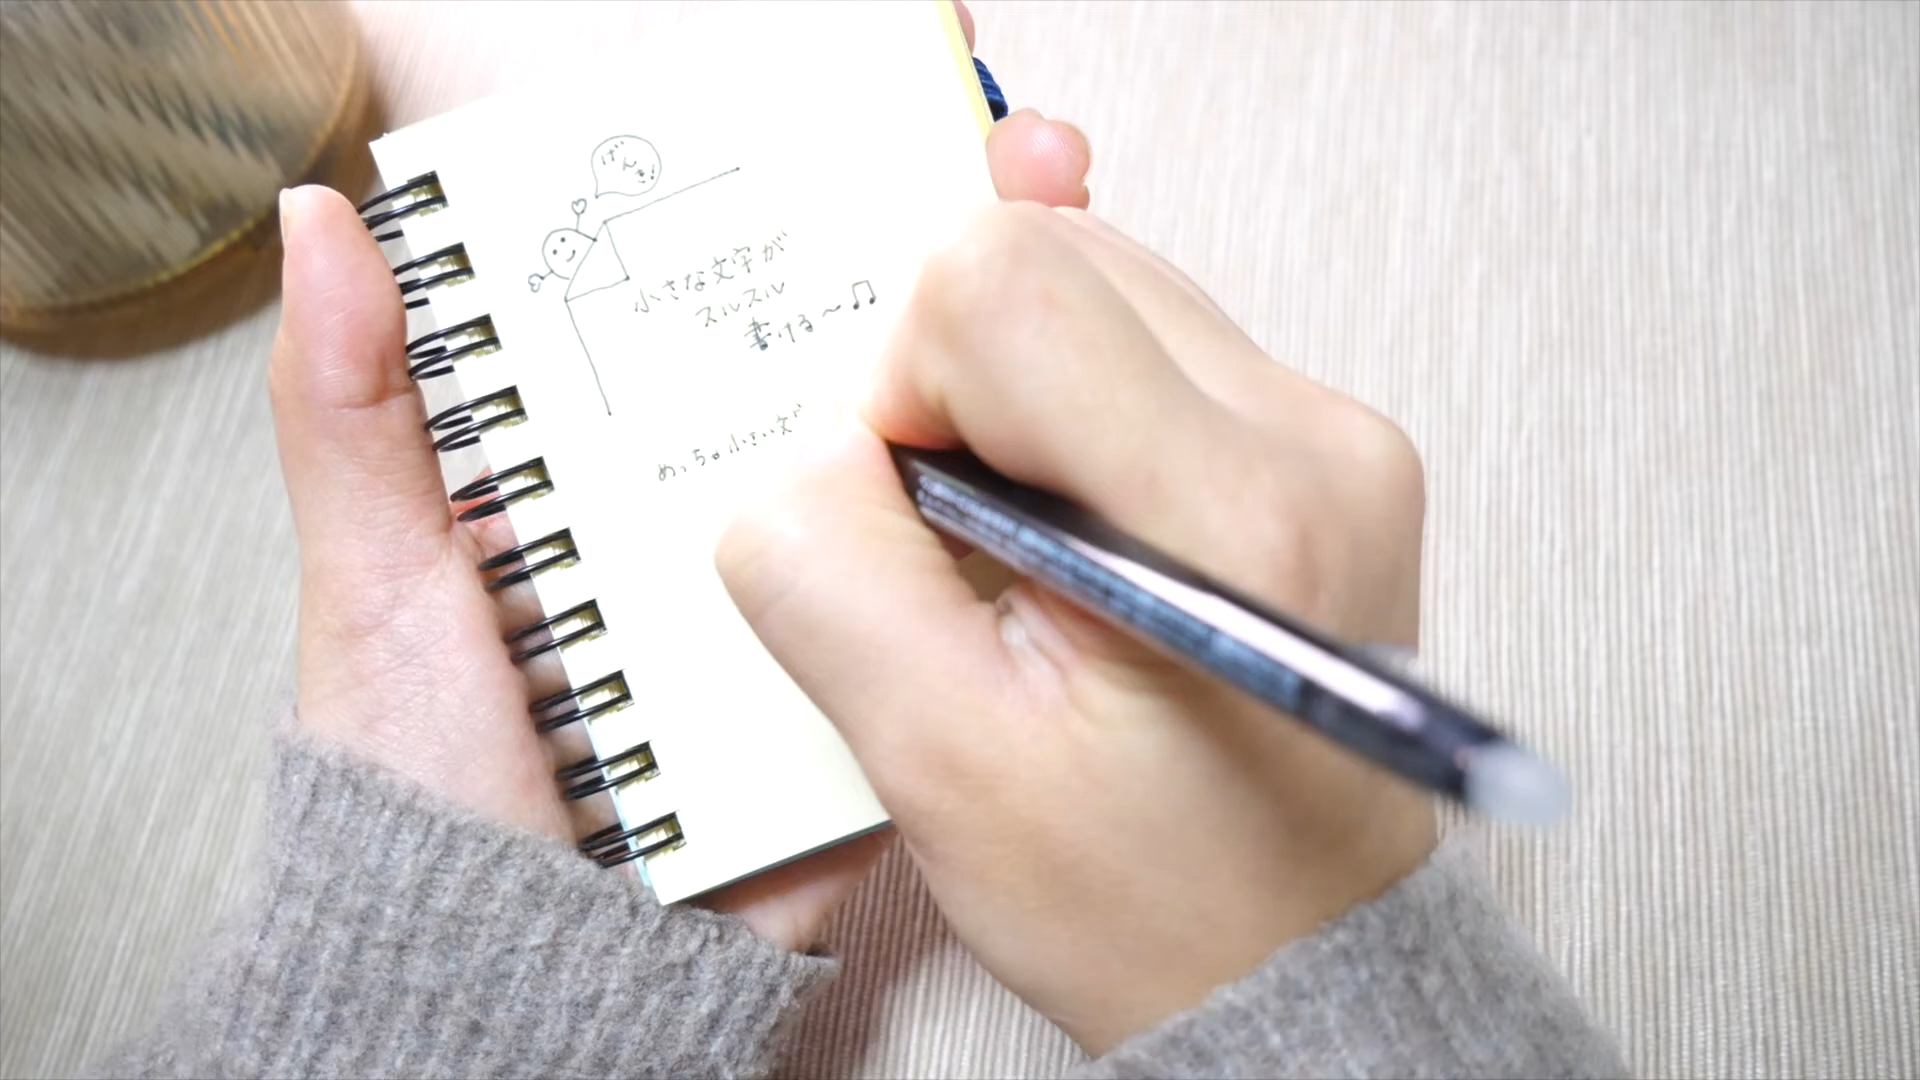 げんき!
小さな文字が
スルスル
書ける～♫
めっちゃ小さい文